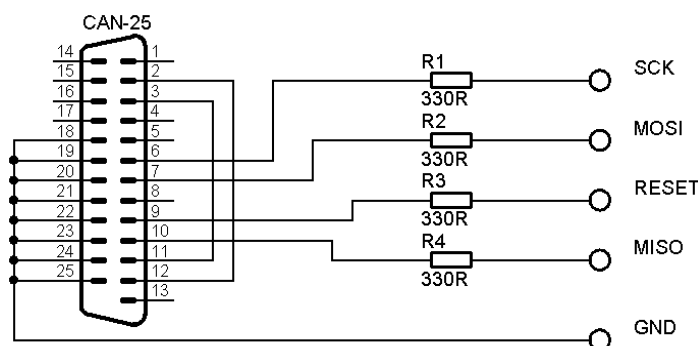 CAN-25
14
15
16
17
18
19
20
21
22
23
24
25
1
2
3
4
5
6
7
8
9
10
11
12
13
R1
330R
SCK
R2
330R
MOSI
R3
330R
RESET
R4
330R
MISO
GND